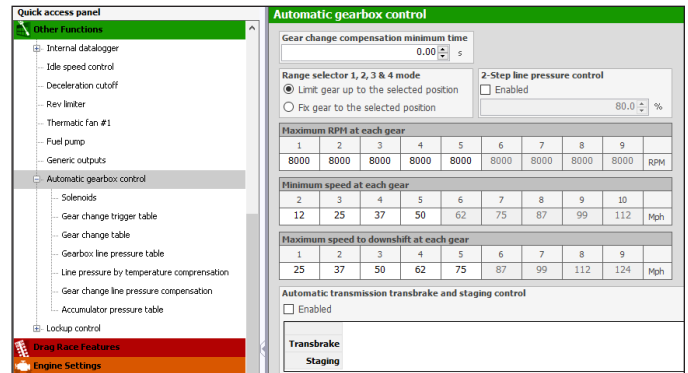 Quick access panel
Other Functions
Internal datalogger
Idle speed control
Deceleration cutoff
Rev limiter
Thermatic fan #1
Fuel pump
Generic outputs
Automatic gearbox control
Solenoids
Gear change trigger table
Gear change table
Gearbox line pressure table
Line pressure by temperature comprensation
Gear change line pressure compensation
Accumulator pressure table
Lockup control
Drag Race Features
Engine Settings
Automatic gearbox control
Gear change compensation minimum time
0.00 s
Range selector 1, 2, 3 & 4 mode
Limit gear up to the selected position
Fix gear to the selected position
2-Step line pressure control
Enabled
80.0 %
Maximum RPM at each gear
1 2 3 4 5 6 7 8 9
8000 8000 8000 8000 8000 8000 8000 8000 8000 RPM
Minimum speed at each gear
2 3 4 5 6 7 8 9 10
12 25 37 50 62 75 87 99 112 Mph
Maximum speed to downshift at each gear
1 2 3 4 5 6 7 8 9
25 37 50 62 75 87 99 112 124 Mph
Automatic transmission transbrake and staging control
Enabled
Transbrake
Staging